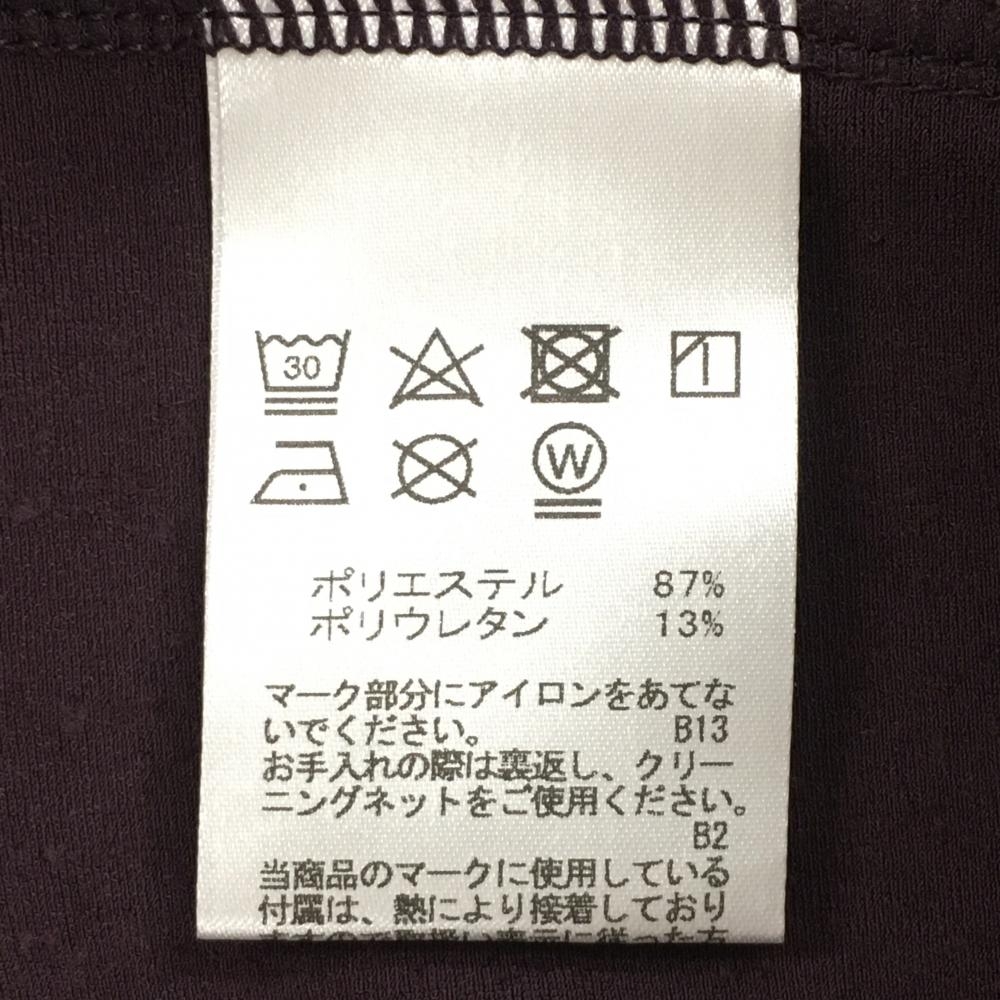 30
W
ポリエステル 87%
ポリウレタン 13%
マーク部分にアイロンをあてな
いでください。 B13
お手入れの際は裏返し、クリー
ニングネットをご使用ください。
B2
当商品のマークに使用している
付属は、熱により接着しており